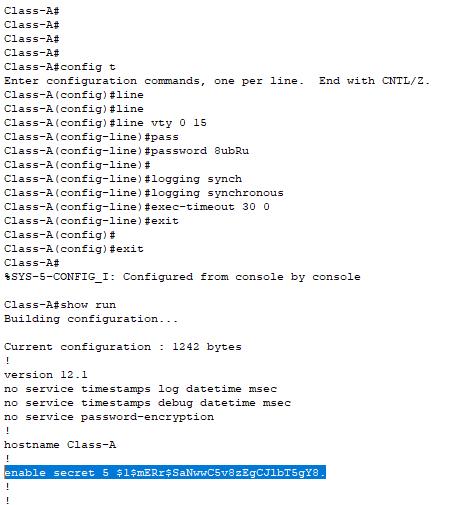 Class-A#
Class-A#
Class-A#
Class-A#
Class-A#config t
Enter configuration commands, one per line.  End with CNTL/Z.
Class-A(config)#line
Class-A(config)#line
Class-A(config)#line vty 0 15
Class-A(config-line)#pass
Class-A(config-line)#password 8ubRu
Class-A(config-line)#
Class-A(config-line)#logging synch
Class-A(config-line)#logging synchronous
Class-A(config-line)#exec-timeout 30 0
Class-A(config-line)#exit
Class-A(config)#
Class-A(config)#exit
Class-A#
%SYS-5-CONFIG_I: Configured from console by console

Class-A#show run
Building configuration...

Current configuration : 1242 bytes
!
version 12.1
no service timestamps log datetime msec
no service timestamps debug datetime msec
no service password-encryption
!
hostname Class-A
!
enable secret 5 $1$mERr$SaNwwC5v8zEgCJlbT5gY8.
!
!